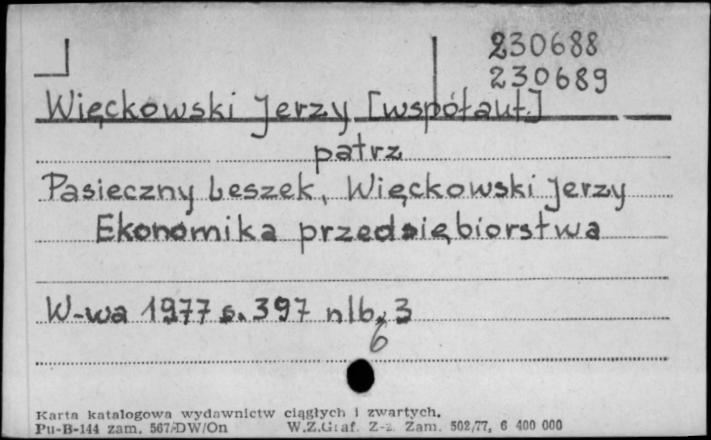 230688
230689
Więckowski Jerzy [współaut.]
patrz
Pasieczny Leszek, Więckowski Jerzy
Ekonomika przedsiębiorstwa
W-wa 1977 s. 397 nlb. 3
6
Karta katalogowa wydawnictw ciągłych i zwartych.
Pu-B-144 zam. 567/DW/On W.Z.Graf. Z-z Zam. 502/77, 6 400 000